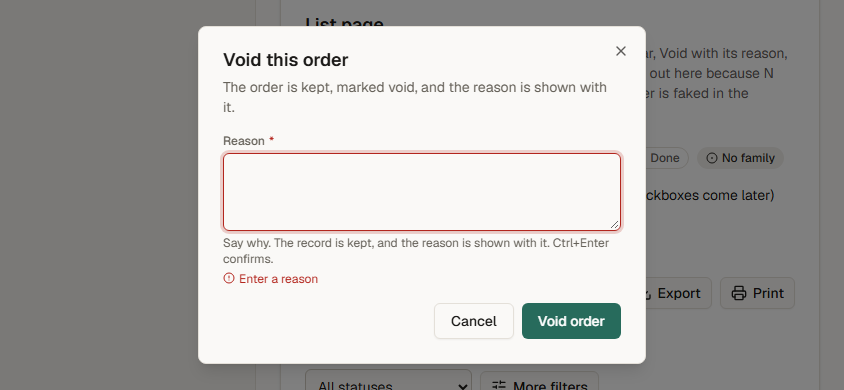 List page
Void this order
ar, Void with its reason,
The order is kept, marked void, and the reason is shown with
it.
out here because N
er is faked in the
Reason *
Done
No family
ckboxes come later)
Say why. The record is kept, and the reason is shown with it. Ctrl+Enter
confirms.
Enter a reason
Export
Print
Cancel
Void order
All statuses
More filters